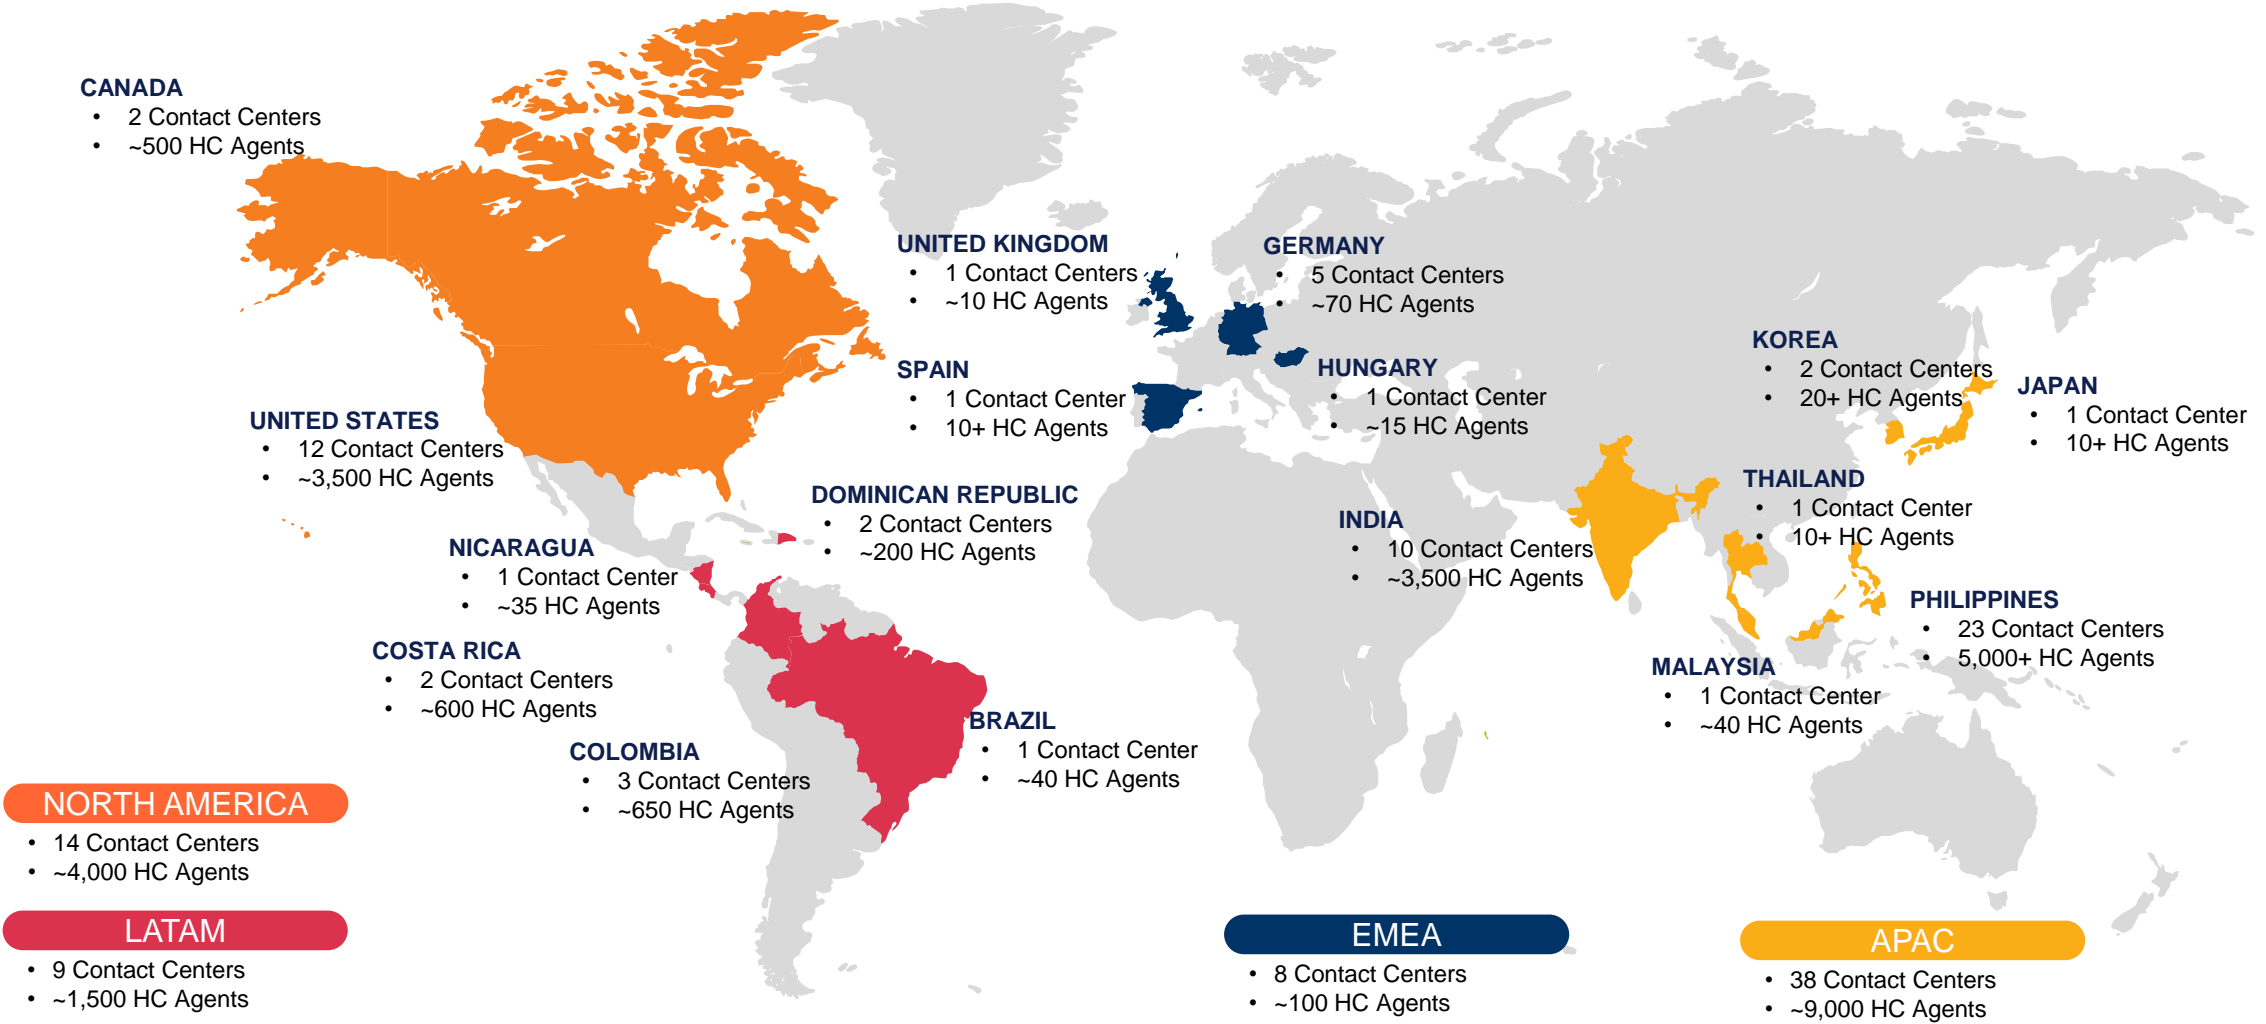 CANADA
• 2 Contact Centers
• ~500 HC Agents
UNITED KINGDOM
• 1 Contact Centers
• ~10 HC Agents
GERMANY
• 5 Contact Centers
• ~70 HC Agents
SPAIN
• 1 Contact Center
• 10+ HC Agents
HUNGARY
• 1 Contact Center
• ~15 HC Agents
KOREA
• 2 Contact Centers
• 20+ HC Agents
JAPAN
• 1 Contact Center
• 10+ HC Agents
UNITED STATES
• 12 Contact Centers
• ~3,500 HC Agents
DOMINICAN REPUBLIC
• 2 Contact Centers
• ~200 HC Agents
INDIA
• 10 Contact Centers
• ~3,500 HC Agents
THAILAND
• 1 Contact Center
• 10+ HC Agents
NICARAGUA
• 1 Contact Center
• ~35 HC Agents
PHILIPPINES
• 23 Contact Centers
• 5,000+ HC Agents
COSTA RICA
• 2 Contact Centers
• ~600 HC Agents
MALAYSIA
• 1 Contact Center
• ~40 HC Agents
BRAZIL
• 1 Contact Center
• ~40 HC Agents
COLOMBIA
• 3 Contact Centers
• ~650 HC Agents
NORTH AMERICA
• 14 Contact Centers
• ~4,000 HC Agents
LATAM
• 9 Contact Centers
• ~1,500 HC Agents
EMEA
• 8 Contact Centers
• ~100 HC Agents
APAC
• 38 Contact Centers
• ~9,000 HC Agents